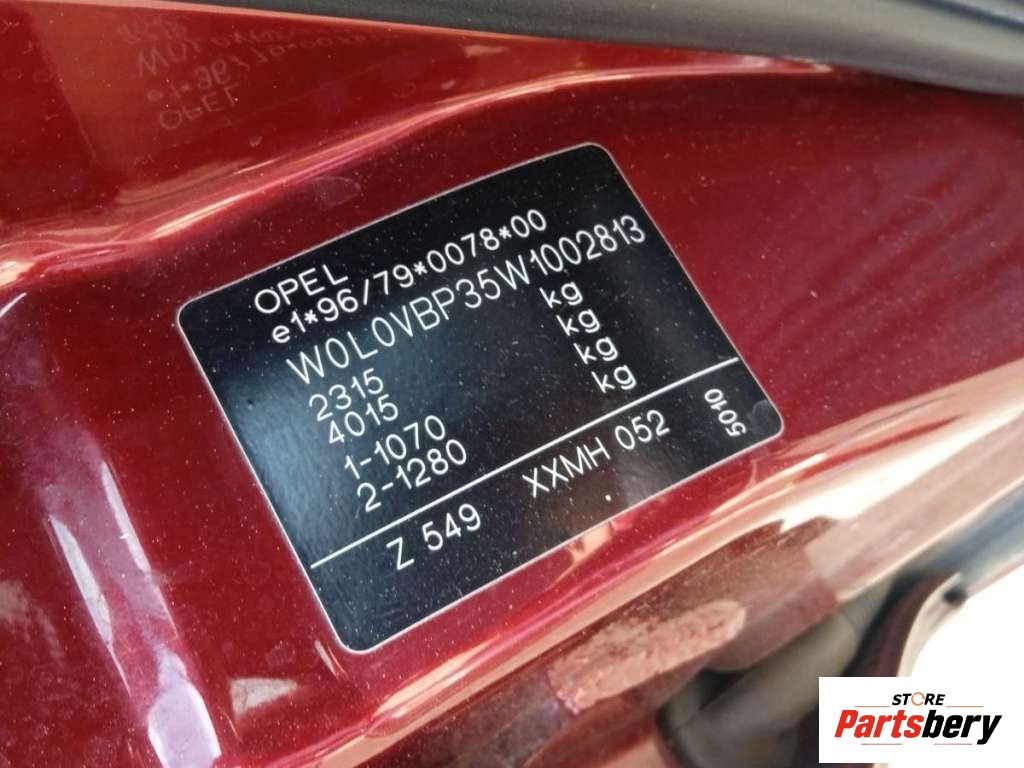 OPEL
e1*96/79*0078*00
W0L0VBP35W1002813
2315 kg
4015 kg
1-1070 kg
2-1280 kg
Z 549 XXMH 052 5010
STORE
Partsbery